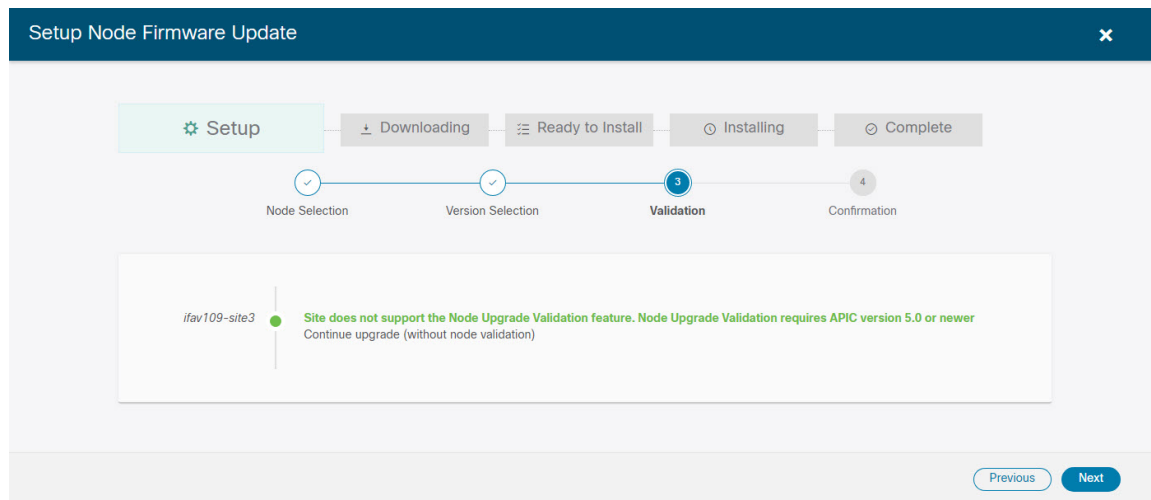 Setup Node Firmware Update
Setup
Downloading
Ready to Install
Installing
Complete
3
4
Node Selection
Version Selection
Validation
Confirmation
ifav109-site3
Site does not support the Node Upgrade Validation feature. Node Upgrade Validation requires APIC version 5.0 or newer
Continue upgrade (without node validation)
Previous
Next